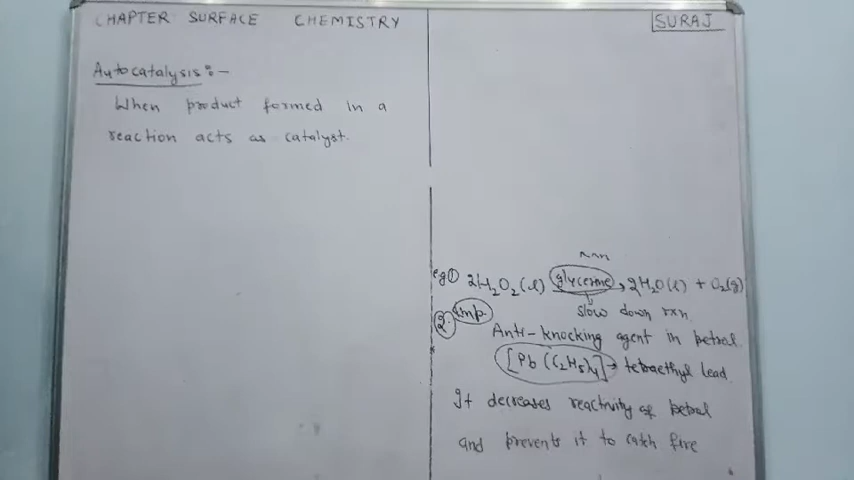 CHAPTER SURFACE CHEMISTRY
SURAJ
Autocatalysis:-
When product formed in a
reaction acts as catalyst.
rxn
eg① 2H₂O₂(l) glycerine → 2H₂O(l) + O₂(g)
slow down rxn
2. imp.
Anti-knocking agent in petrol.
[Pb(C₂H₅)₄] → tetraethyl lead.
It decreases reactivity of petrol
and prevents it to catch fire